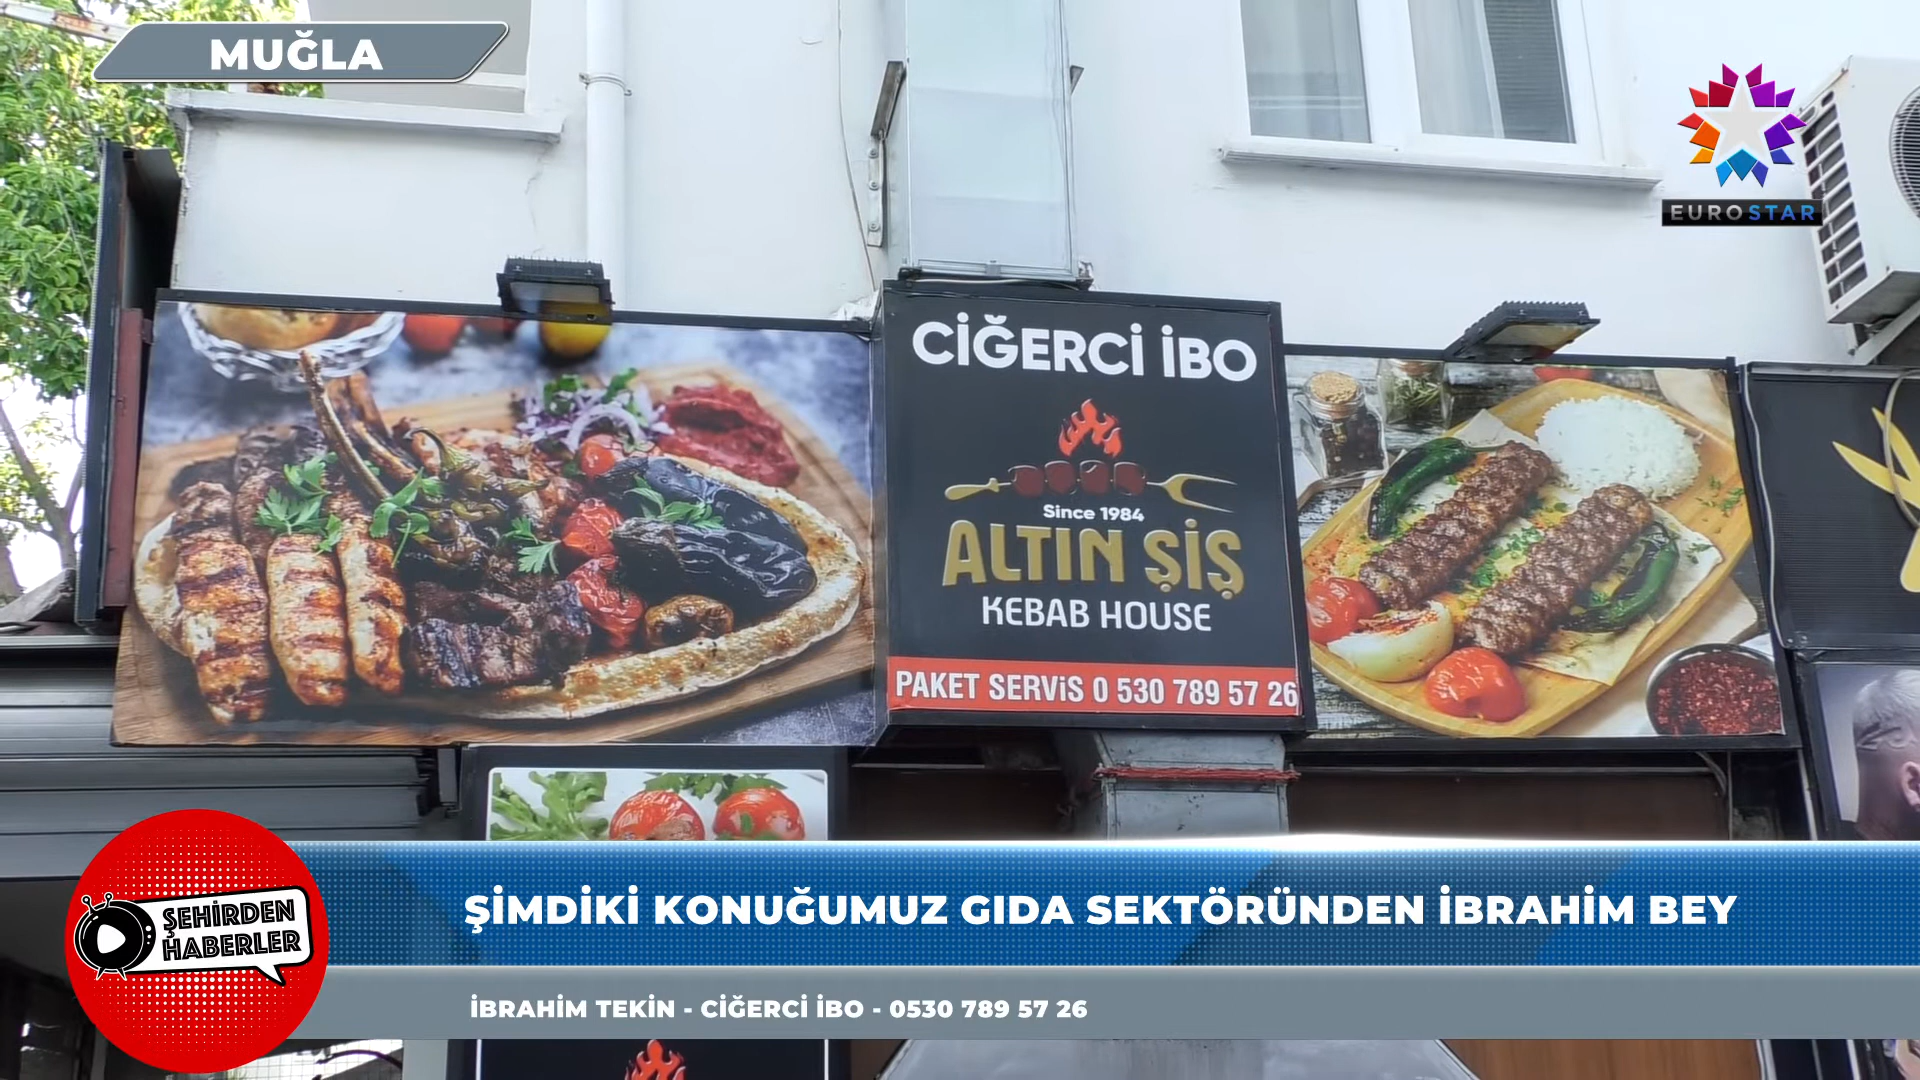 MUĞLA
EUROSTAR
CİĞERCİ İBO
Since 1984
ALTIN ŞİŞ
KEBAB HOUSE
PAKET SERVİS 0 530 789 57 26
ŞEHİRDEN
HABERLER
ŞİMDİKİ KONUĞUMUZ GIDA SEKTÖRÜNDEN İBRAHİM BEY
İBRAHİM TEKİN - CİĞERCİ İBO - 0530 789 57 26